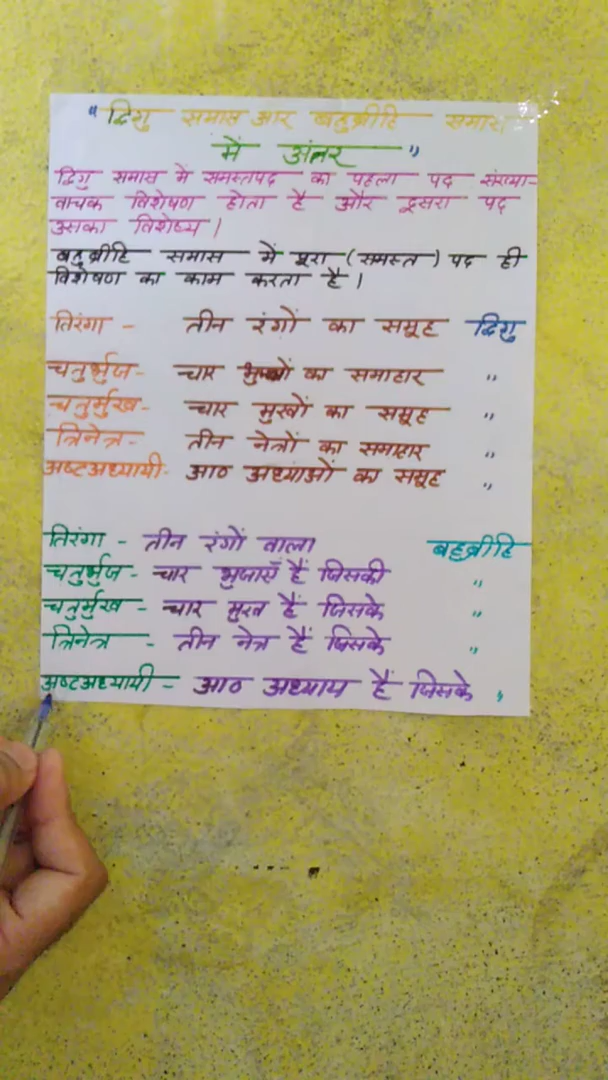 " द्विगु समास आर बहुब्रीहि समास
में अंतर "
द्विगु समास में समस्तपद का पहला पद संख्या-
वाचक विशेषण होता है और दूसरा पद
उसका विशेष्य।
बहुब्रीहि समास में पूरा (समस्त) पद ही
विशेषण का काम करता है।
तिरंगा - तीन रंगों का समूह द्विगु
चतुर्भुज- चार भुजाओं का समाहार "
चतुर्मुख- चार मुखों का समूह "
त्रिनेत्र- तीन नेत्रों का समाहार "
अष्टअध्यायी- आठ अध्याओं का समूह "
तिरंगा - तीन रंगों वाला बहुब्रीहि
चतुर्भुज- चार भुजाएँ हैं जिसकी "
चतुर्मुख - चार मुख हैं जिसके "
त्रिनेत्र - तीन नेत्र हैं जिसके "
अष्टअध्यायी - आठ अध्याय हैं जिसके "